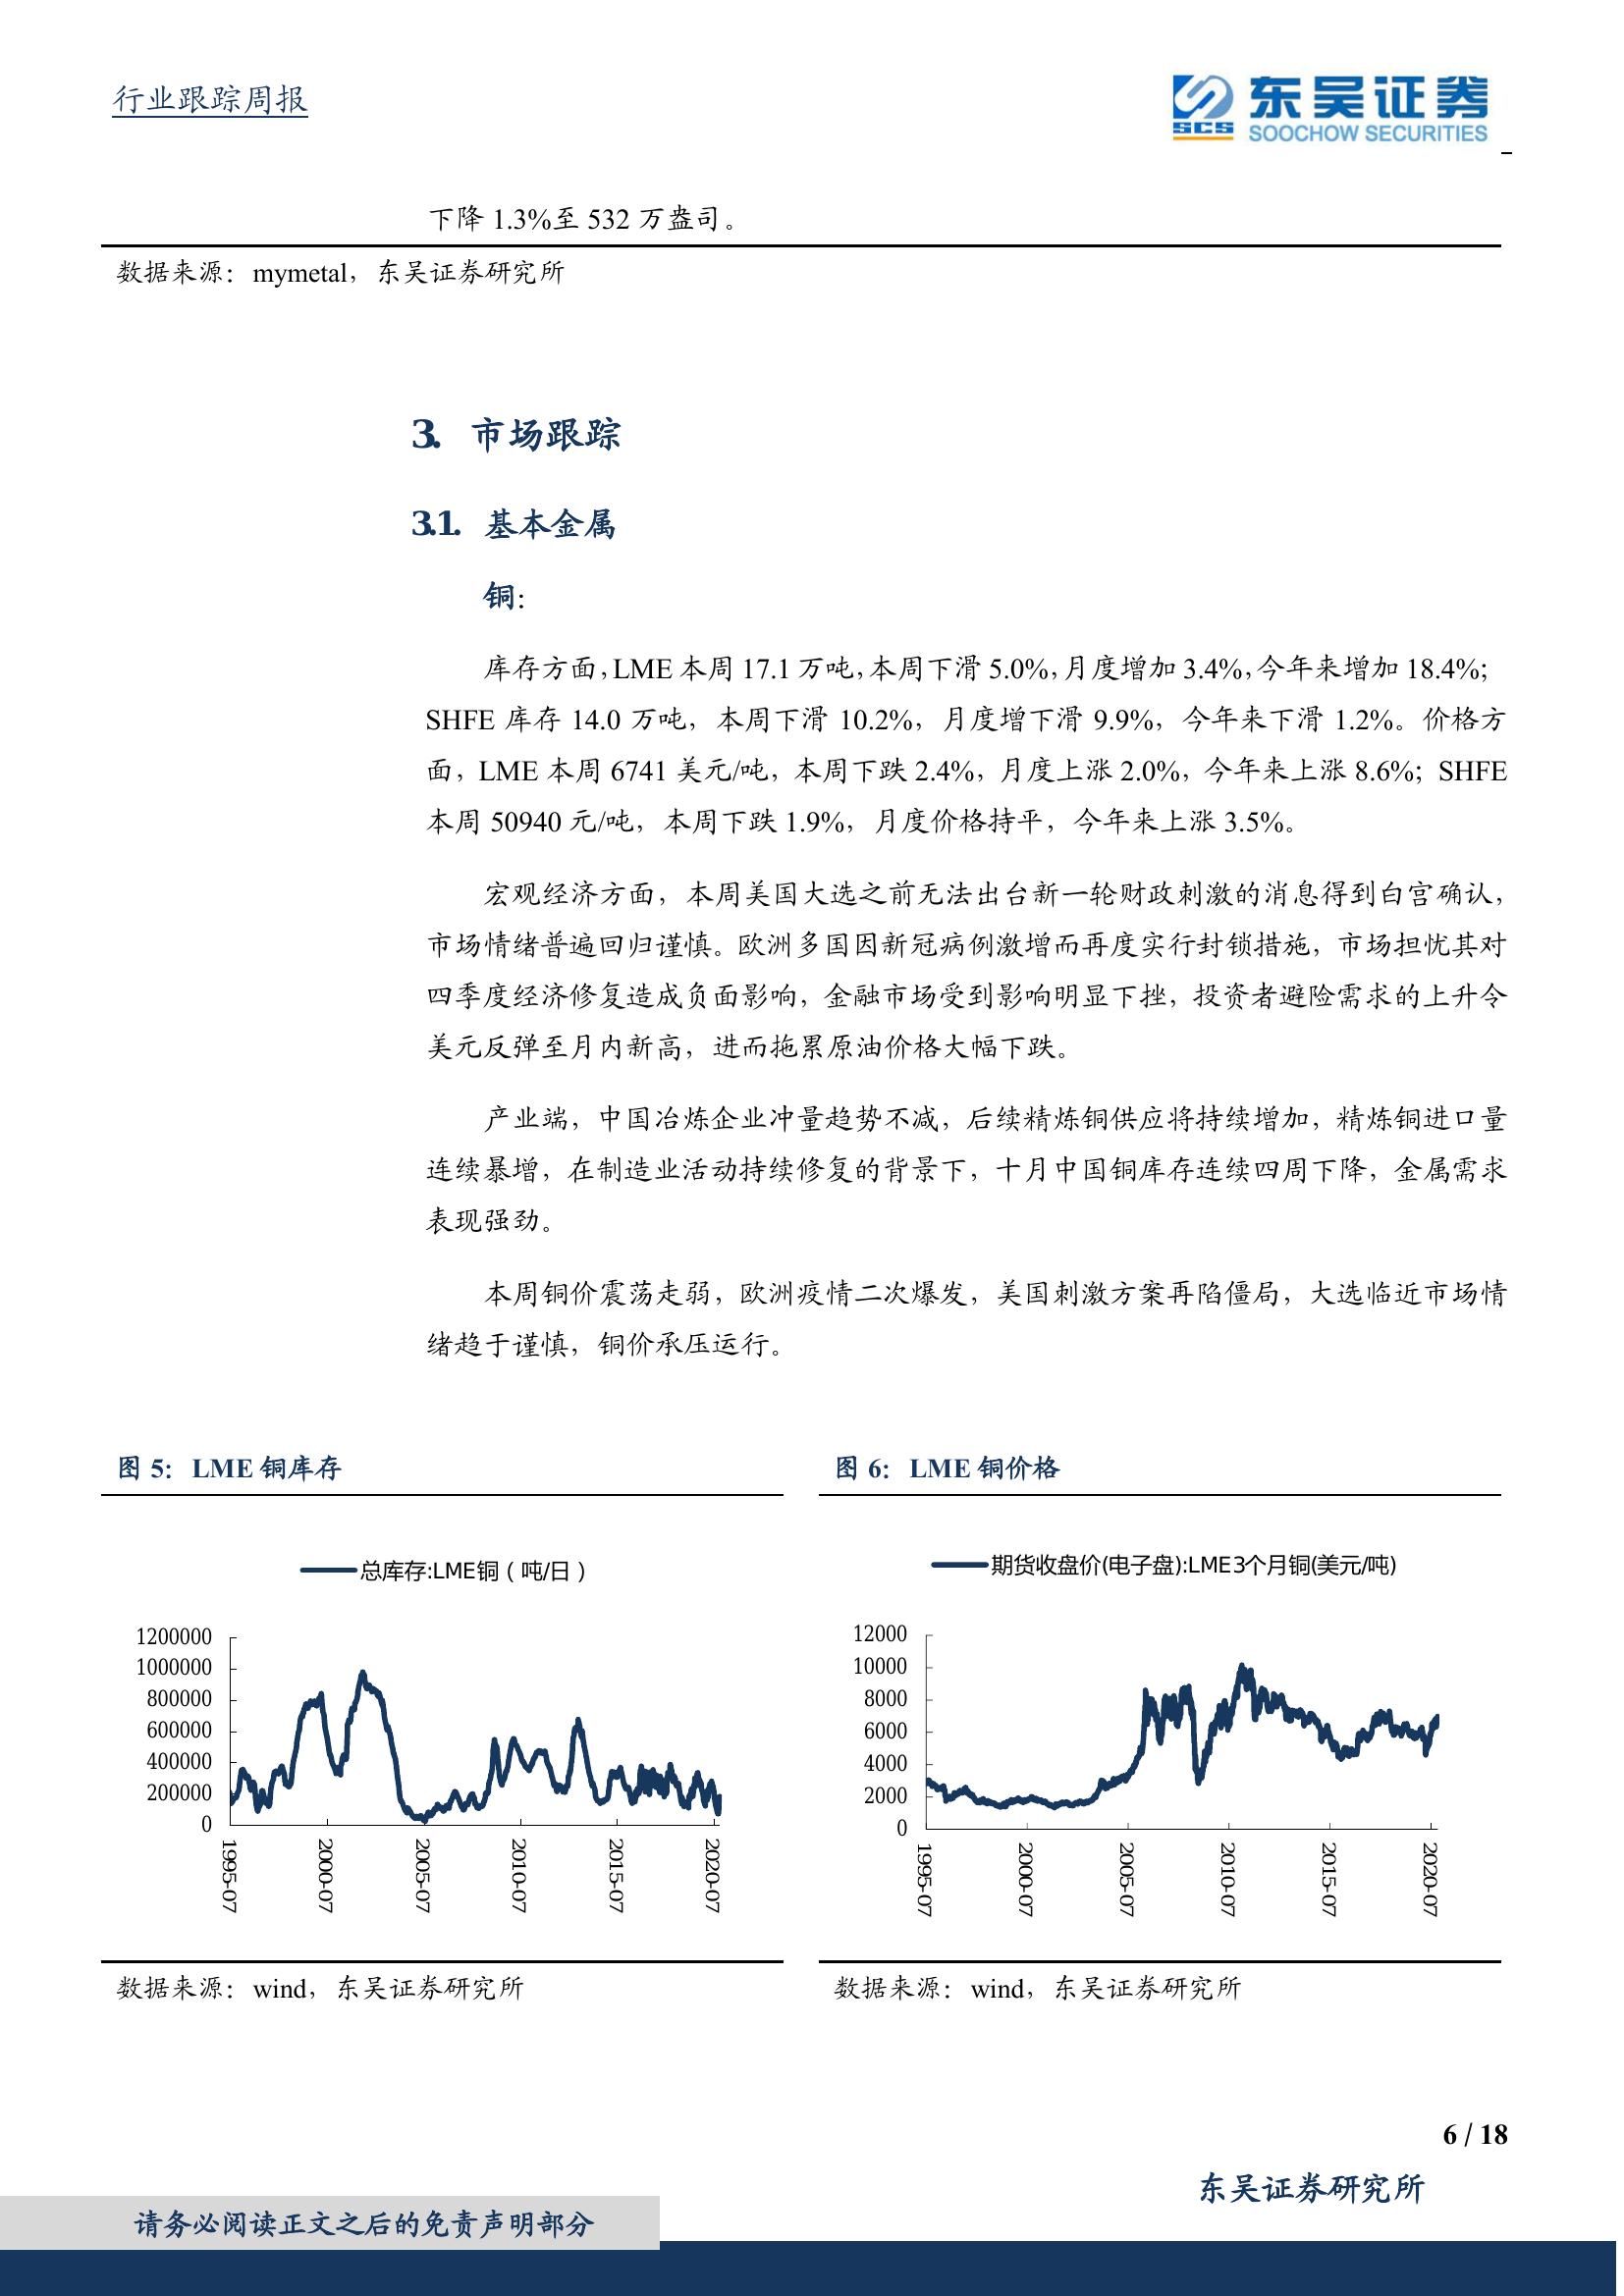 行业跟踪周报
东吴证券
SCS
SOOCHOW SECURITIES
下降 1.3%至 532 万盎司。
数据来源：mymetal，东吴证券研究所
3. 市场跟踪
3.1. 基本金属
铜：
库存方面，LME 本周 17.1 万吨，本周下滑 5.0%，月度增加 3.4%，今年来增加 18.4%；
SHFE 库存 14.0 万吨，本周下滑 10.2%，月度增下滑 9.9%，今年来下滑 1.2%。价格方
面，LME 本周 6741 美元/吨，本周下跌 2.4%，月度上涨 2.0%，今年来上涨 8.6%；SHFE
本周 50940 元/吨，本周下跌 1.9%，月度价格持平，今年来上涨 3.5%。
宏观经济方面，本周美国大选之前无法出台新一轮财政刺激的消息得到白宫确认，
市场情绪普遍回归谨慎。欧洲多国因新冠病例激增而再度实行封锁措施，市场担忧其对
四季度经济修复造成负面影响，金融市场受到影响明显下挫，投资者避险需求的上升令
美元反弹至月内新高，进而拖累原油价格大幅下跌。
产业端，中国冶炼企业冲量趋势不减，后续精炼铜供应将持续增加，精炼铜进口量
连续暴增，在制造业活动持续修复的背景下，十月中国铜库存连续四周下降，金属需求
表现强劲。
本周铜价震荡走弱，欧洲疫情二次爆发，美国刺激方案再陷僵局，大选临近市场情
绪趋于谨慎，铜价承压运行。
图 5：LME 铜库存
总库存:LME铜（吨/日）
1200000
1000000
800000
600000
400000
200000
0
1995-07
2000-07
2005-07
2010-07
2015-07
2020-07
数据来源：wind，东吴证券研究所
图 6：LME 铜价格
期货收盘价(电子盘):LME3个月铜(美元/吨)
12000
10000
8000
6000
4000
2000
0
1995-07
2000-07
2005-07
2010-07
2015-07
2020-07
数据来源：wind，东吴证券研究所
6 / 18
东吴证券研究所
请务必阅读正文之后的免责声明部分